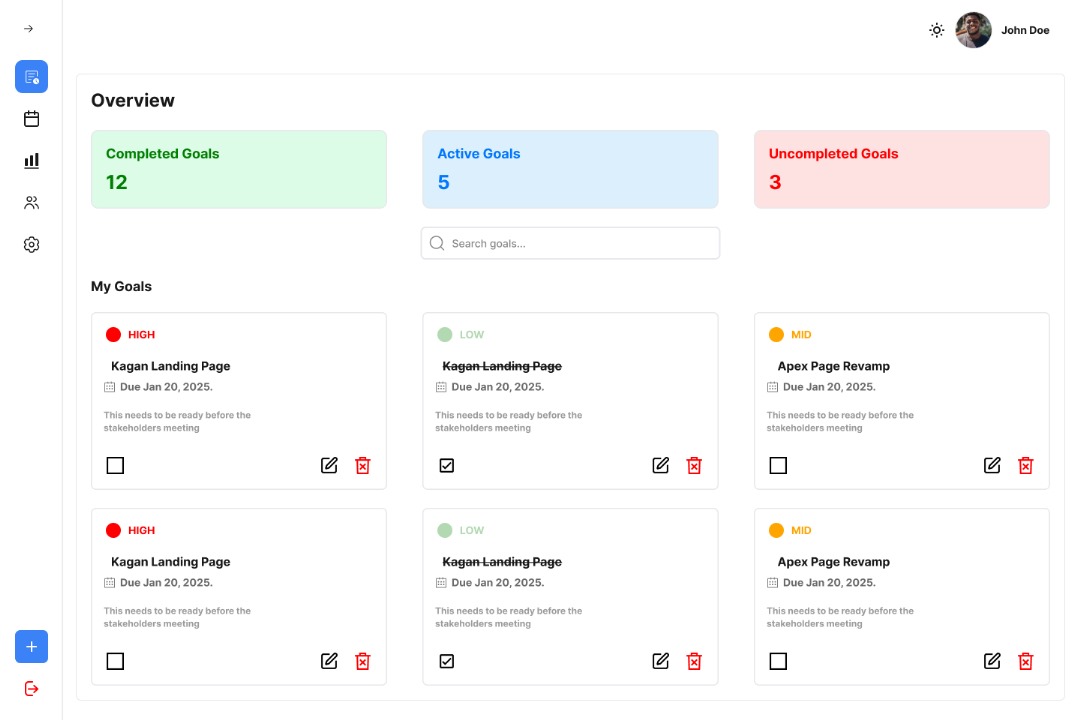 John Doe
Overview
Completed Goals
12
Active Goals
5
Uncompleted Goals
3
Search goals...
My Goals
HIGH
Kagan Landing Page
Due Jan 20, 2025.
This needs to be ready before the
stakeholders meeting
LOW
Kagan Landing Page
Due Jan 20, 2025.
This needs to be ready before the
stakeholders meeting
MID
Apex Page Revamp
Due Jan 20, 2025.
This needs to be ready before the
stakeholders meeting
HIGH
Kagan Landing Page
Due Jan 20, 2025.
This needs to be ready before the
stakeholders meeting
LOW
Kagan Landing Page
Due Jan 20, 2025.
This needs to be ready before the
stakeholders meeting
MID
Apex Page Revamp
Due Jan 20, 2025.
This needs to be ready before the
stakeholders meeting